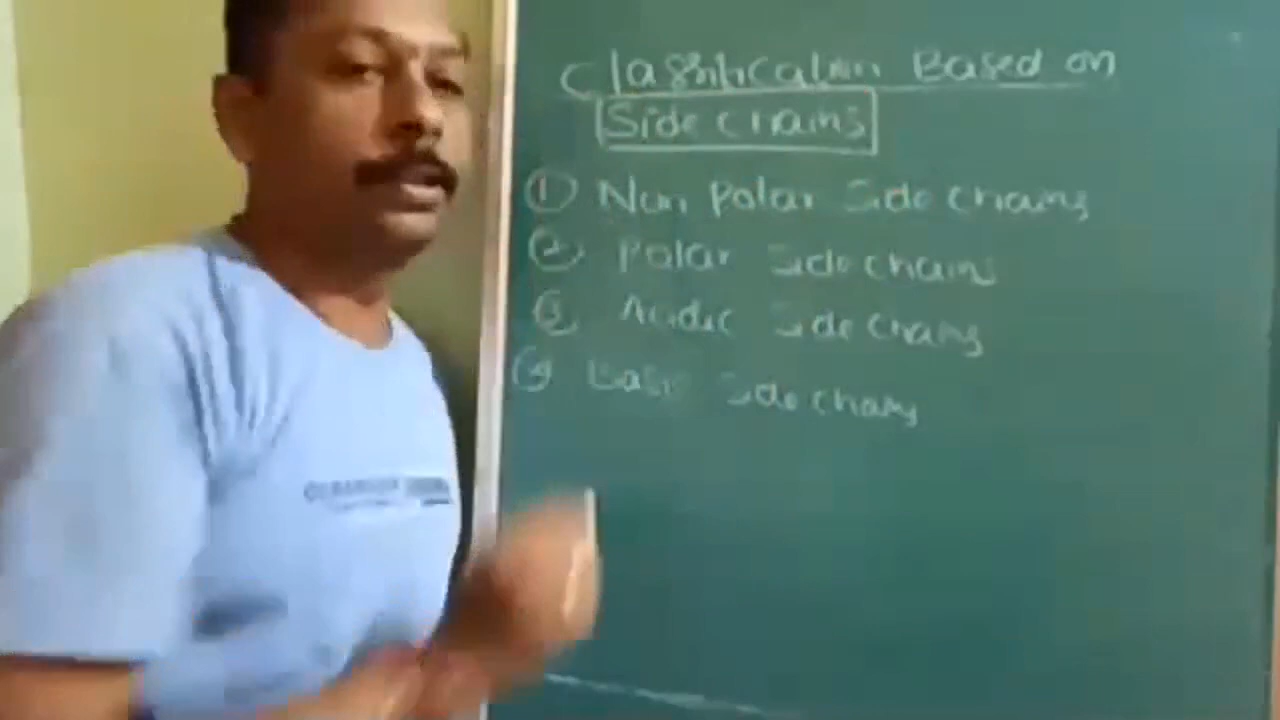 Classification Based on
Side chains
① Non Polar Side chains
② Polar Side chains
③ Acidic Side chains
④ Basic Side chains